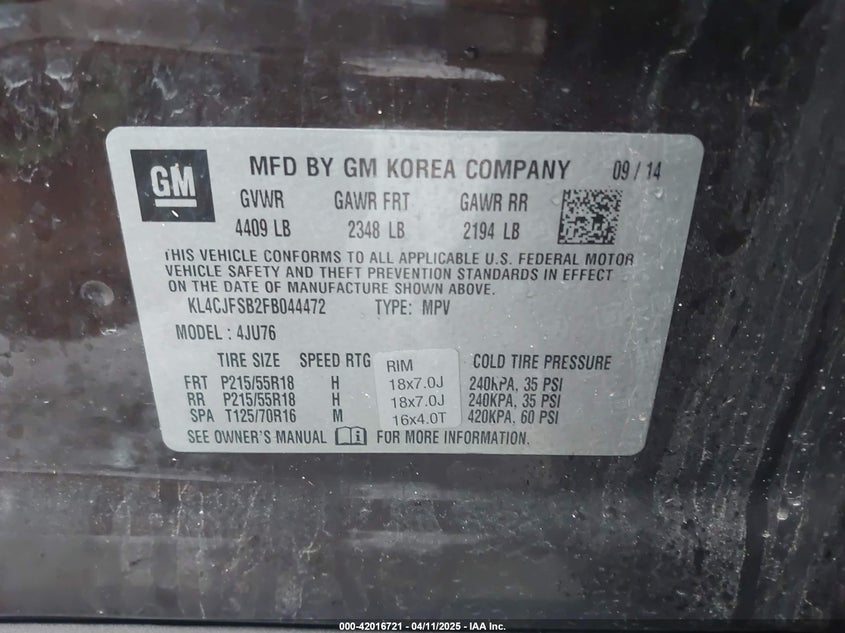 GM MFD BY GM KOREA COMPANY 09 / 14
GVWR GAWR FRT GAWR RR
4409 LB 2348 LB 2194 LB
THIS VEHICLE CONFORMS TO ALL APPLICABLE U.S. FEDERAL MOTOR
VEHICLE SAFETY AND THEFT PREVENTION STANDARDS IN EFFECT
ON THE DATE OF MANUFACTURE SHOWN ABOVE.
KL4CJFSB2FB044472 TYPE: MPV
MODEL : 4JU76
TIRE SIZE SPEED RTG RIM COLD TIRE PRESSURE
FRT P215/55R18 H 18x7.0J 240KPA, 35 PSI
RR P215/55R18 H 18x7.0J 240KPA, 35 PSI
SPA T125/70R16 M 16x4.0T 420KPA, 60 PSI
SEE OWNER'S MANUAL FOR MORE INFORMATION.
000-42016721 - 04/11/2025 - IAA Inc.